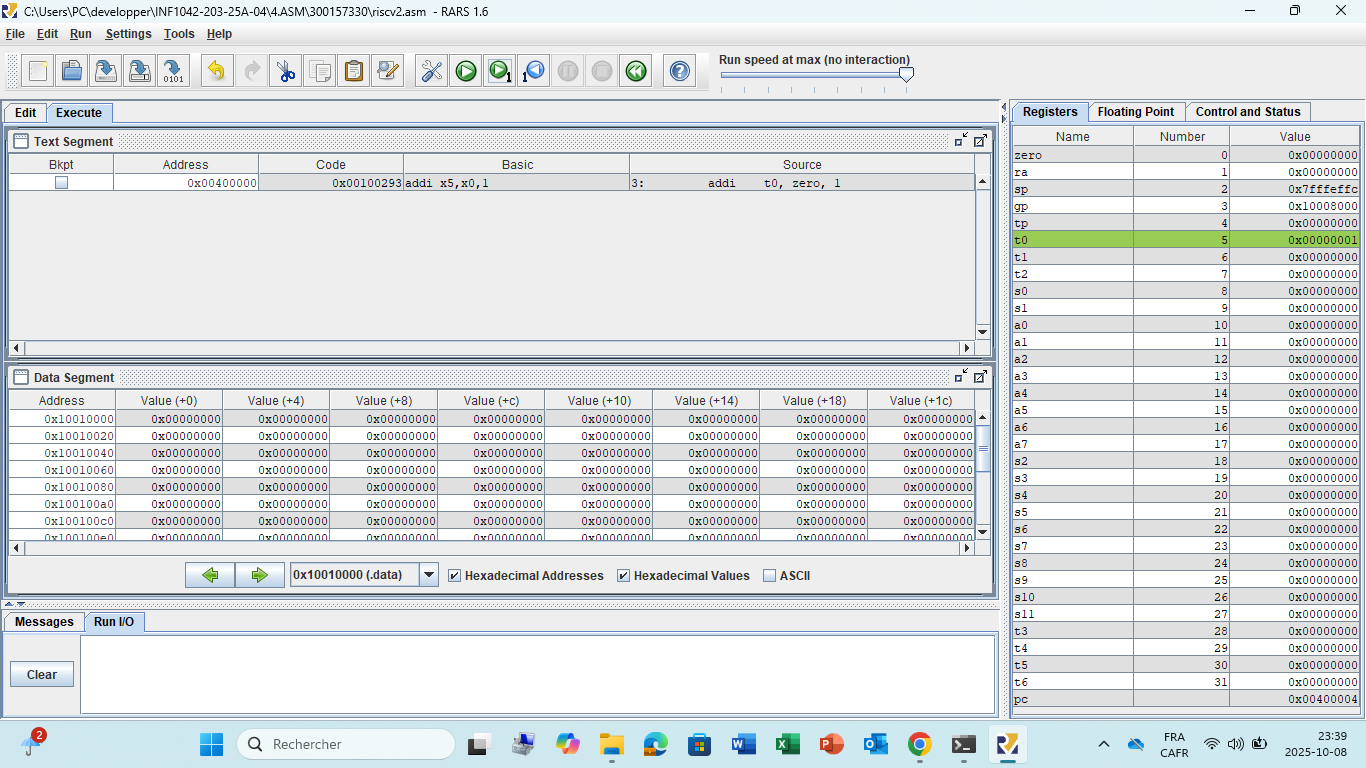 C:\Users\PC\developper\INF1042-203-25A-04\4.ASM\300157330\riscv2.asm - RARS 1.6
File Edit Run Settings Tools Help
Run speed at max (no interaction)
Edit Execute
Text Segment
Bkpt Address Code Basic Source
0x00400000 0x00100293 addi x5,x0,1 3: addi t0, zero, 1
Data Segment
Address Value (+0) Value (+4) Value (+8) Value (+c) Value (+10) Value (+14) Value (+18) Value (+1c)
0x10010000 0x00000000 0x00000000 0x00000000 0x00000000 0x00000000 0x00000000 0x00000000 0x00000000
0x10010020 0x00000000 0x00000000 0x00000000 0x00000000 0x00000000 0x00000000 0x00000000 0x00000000
0x10010040 0x00000000 0x00000000 0x00000000 0x00000000 0x00000000 0x00000000 0x00000000 0x00000000
0x10010060 0x00000000 0x00000000 0x00000000 0x00000000 0x00000000 0x00000000 0x00000000 0x00000000
0x10010080 0x00000000 0x00000000 0x00000000 0x00000000 0x00000000 0x00000000 0x00000000 0x00000000
0x100100a0 0x00000000 0x00000000 0x00000000 0x00000000 0x00000000 0x00000000 0x00000000 0x00000000
0x100100c0 0x00000000 0x00000000 0x00000000 0x00000000 0x00000000 0x00000000 0x00000000 0x00000000
0x100100e0 0x00000000 0x00000000 0x00000000 0x00000000 0x00000000 0x00000000 0x00000000 0x00000000
0x10010000 (.data) Hexadecimal Addresses Hexadecimal Values ASCII
Messages Run I/O
Clear
Registers Floating Point Control and Status
Name Number Value
zero 0 0x00000000
ra 1 0x00000000
sp 2 0x7fffeffc
gp 3 0x10008000
tp 4 0x00000000
t0 5 0x00000001
t1 6 0x00000000
t2 7 0x00000000
s0 8 0x00000000
s1 9 0x00000000
a0 10 0x00000000
a1 11 0x00000000
a2 12 0x00000000
a3 13 0x00000000
a4 14 0x00000000
a5 15 0x00000000
a6 16 0x00000000
a7 17 0x00000000
s2 18 0x00000000
s3 19 0x00000000
s4 20 0x00000000
s5 21 0x00000000
s6 22 0x00000000
s7 23 0x00000000
s8 24 0x00000000
s9 25 0x00000000
s10 26 0x00000000
s11 27 0x00000000
t3 28 0x00000000
t4 29 0x00000000
t5 30 0x00000000
t6 31 0x00000000
pc 0x00400004
2
Rechercher
FRA
CAFR
23:39
2025-10-08